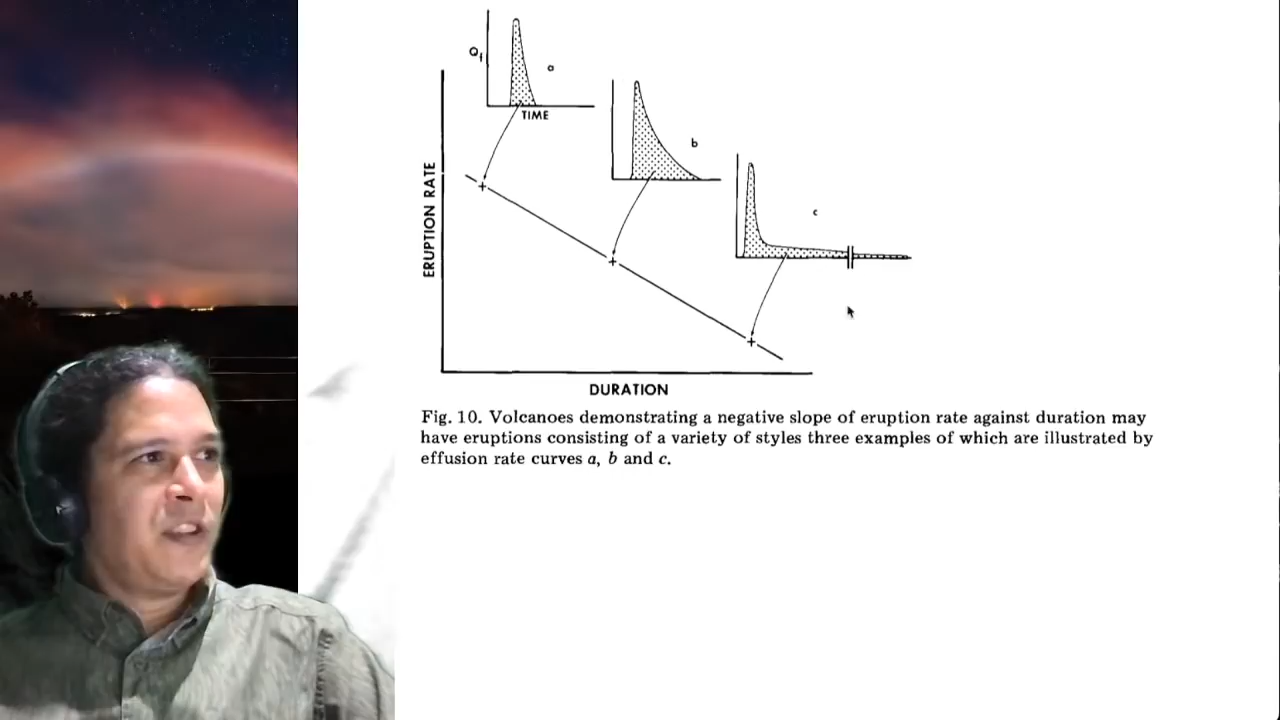 Qf
a
TIME
b
c
ERUPTION RATE
DURATION
Fig. 10. Volcanoes demonstrating a negative slope of eruption rate against duration may
have eruptions consisting of a variety of styles three examples of which are illustrated by
effusion rate curves a, b and c.